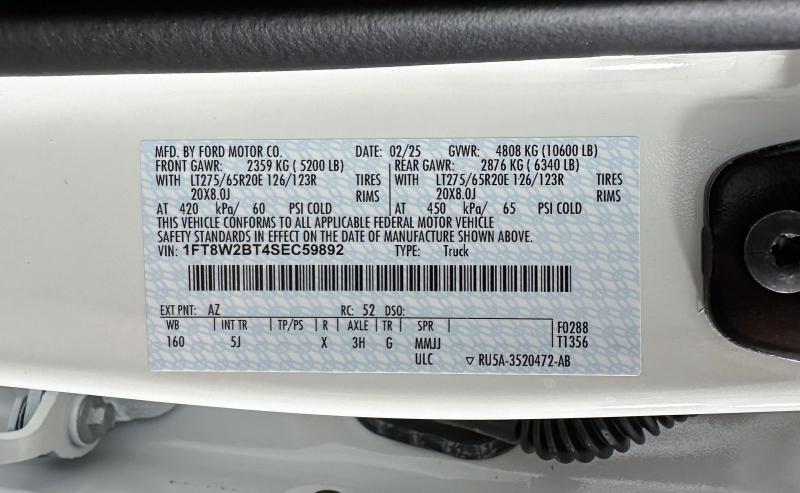 MFD. BY FORD MOTOR CO. DATE: 02/25 GVWR: 4808 KG (10600 LB)
FRONT GAWR: 2359 KG ( 5200 LB) REAR GAWR: 2876 KG ( 6340 LB)
WITH LT275/65R20E 126/123R TIRES WITH LT275/65R20E 126/123R TIRES
20X8.0J RIMS 20X8.0J RIMS
AT 420 kPa/ 60 PSI COLD AT 450 kPa/ 65 PSI COLD
THIS VEHICLE CONFORMS TO ALL APPLICABLE FEDERAL MOTOR VEHICLE
SAFETY STANDARDS IN EFFECT ON THE DATE OF MANUFACTURE SHOWN ABOVE.
VIN: 1FT8W2BT4SEC59892 TYPE: Truck
EXT PNT: AZ RC: 52 DSO:
WB INT TR TP/PS R AXLE TR SPR F0288
160 5J X 3H G MMJJ T1356
ULC ▽ RU5A-3520472-AB